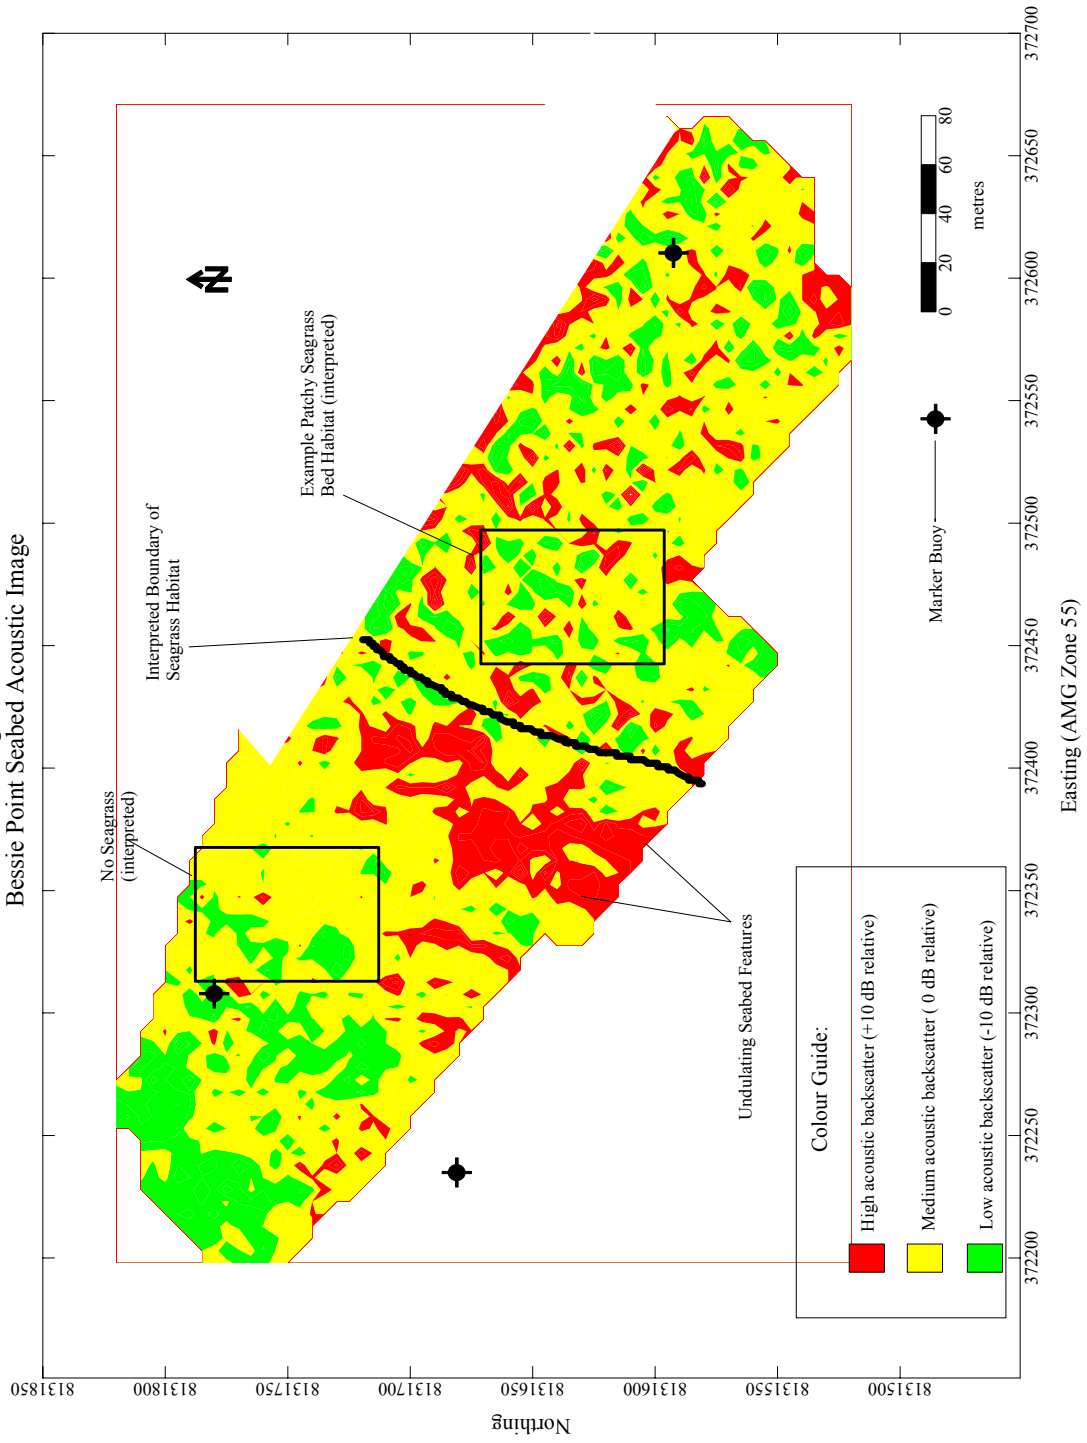 Bessie Point Seabed Acoustic Image
No Seagrass
(interpreted)
Interpreted Boundary of
Seagrass Habitat
Example Patchy Seagrass
Bed Habitat (interpreted)
N
Undulating Seabed Features
Marker Buoy
0 20 40 60 80
metres
Colour Guide:
High acoustic backscatter (+10 dB relative)
Medium acoustic backscatter ( 0 dB relative)
Low acoustic backscatter (-10 dB relative)
8131850
8131800
8131750
8131700
8131650
8131600
8131550
8131500
Northing
372200 372250 372300 372350 372400 372450 372500 372550 372600 372650 372700
Easting (AMG Zone 55)